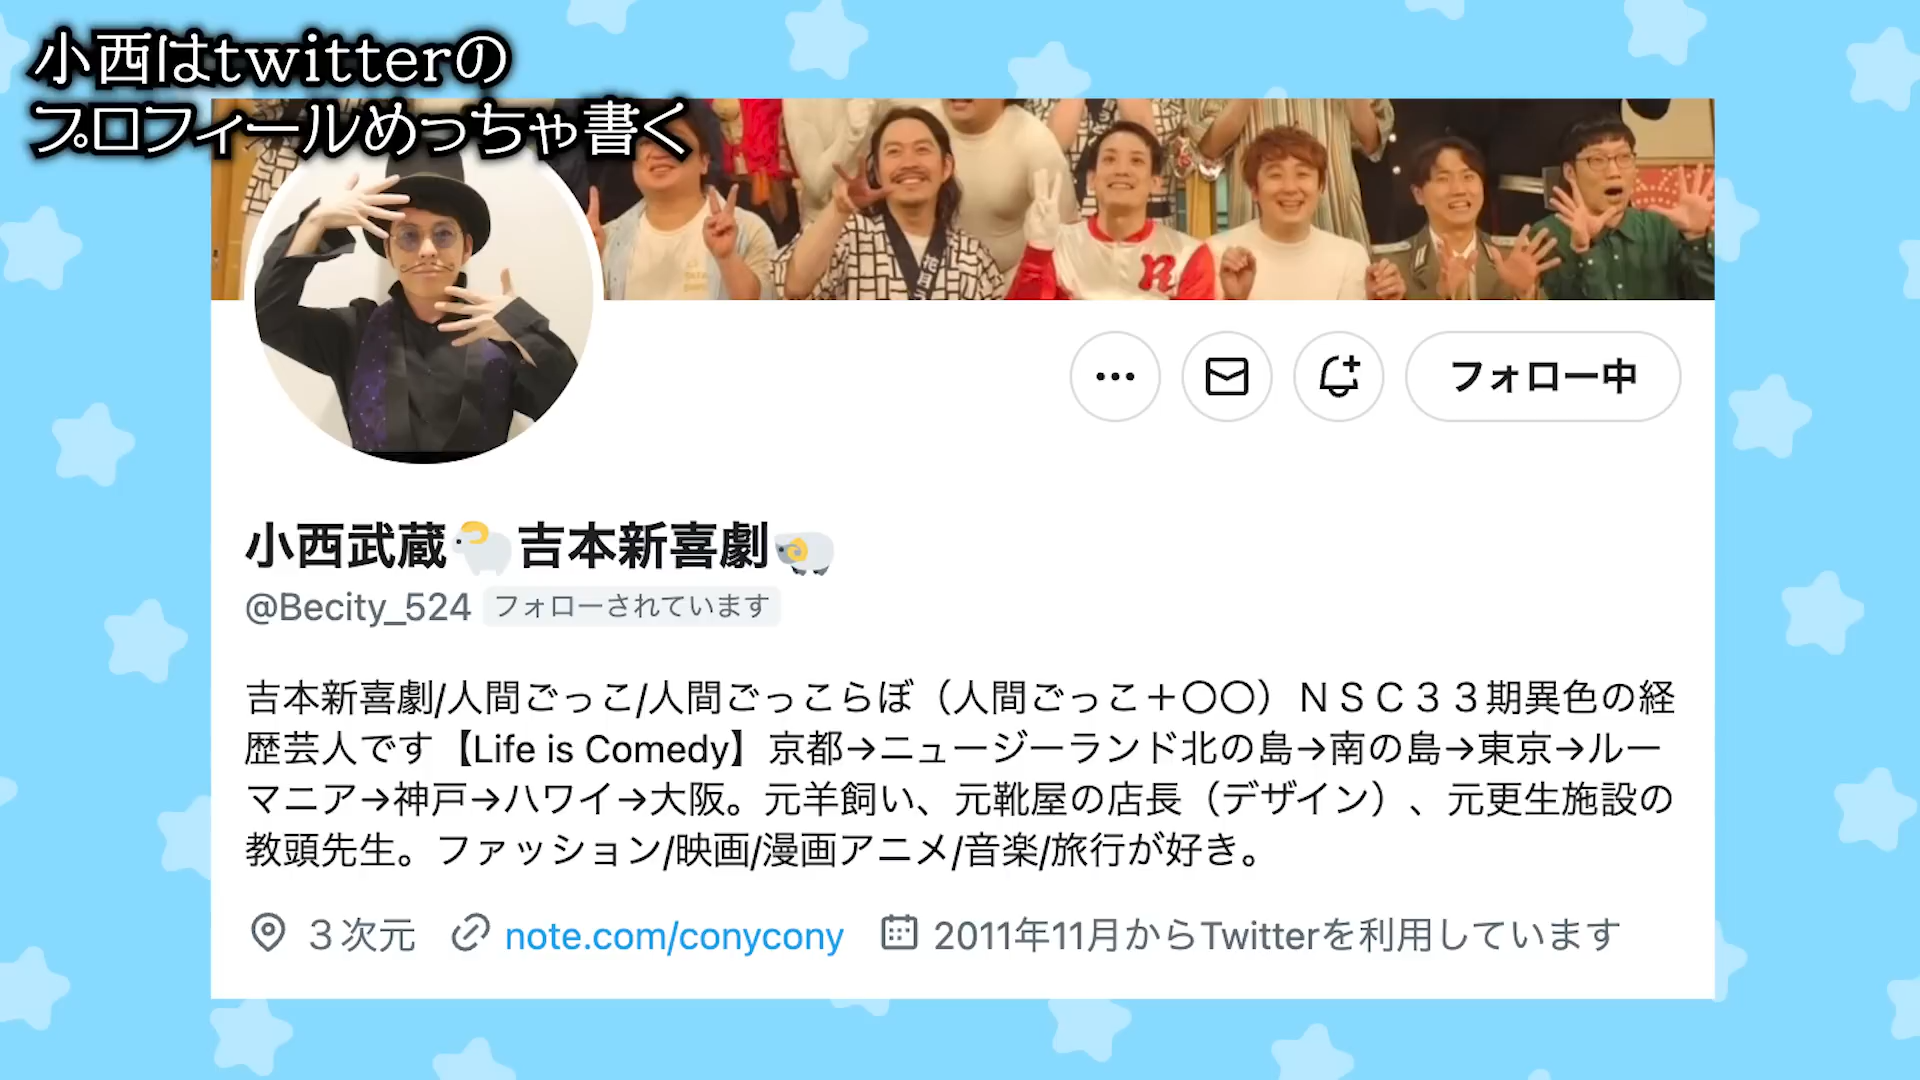 小西はtwitterの
プロフィールめっちゃ書く
フォロー中
小西武蔵🐏吉本新喜劇🐏
@Becity_524 フォローされています
吉本新喜劇/人間ごっこ/人間ごっこらぼ（人間ごっこ＋〇〇）ＮＳＣ３３期異色の経
歴芸人です【Life is Comedy】京都→ニュージーランド北の島→南の島→東京→ルー
マニア→神戸→ハワイ→大阪。元羊飼い、元靴屋の店長（デザイン）、元更生施設の
教頭先生。ファッション/映画/漫画アニメ/音楽/旅行が好き。
３次元 note.com/conycony 2011年11月からTwitterを利用しています